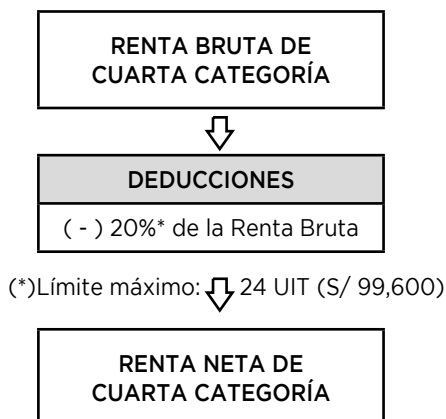 RENTA BRUTA DE
CUARTA CATEGORÍA
DEDUCCIONES
( - ) 20%* de la Renta Bruta
(*)Límite máximo: 24 UIT (S/ 99,600)
RENTA NETA DE
CUARTA CATEGORÍA